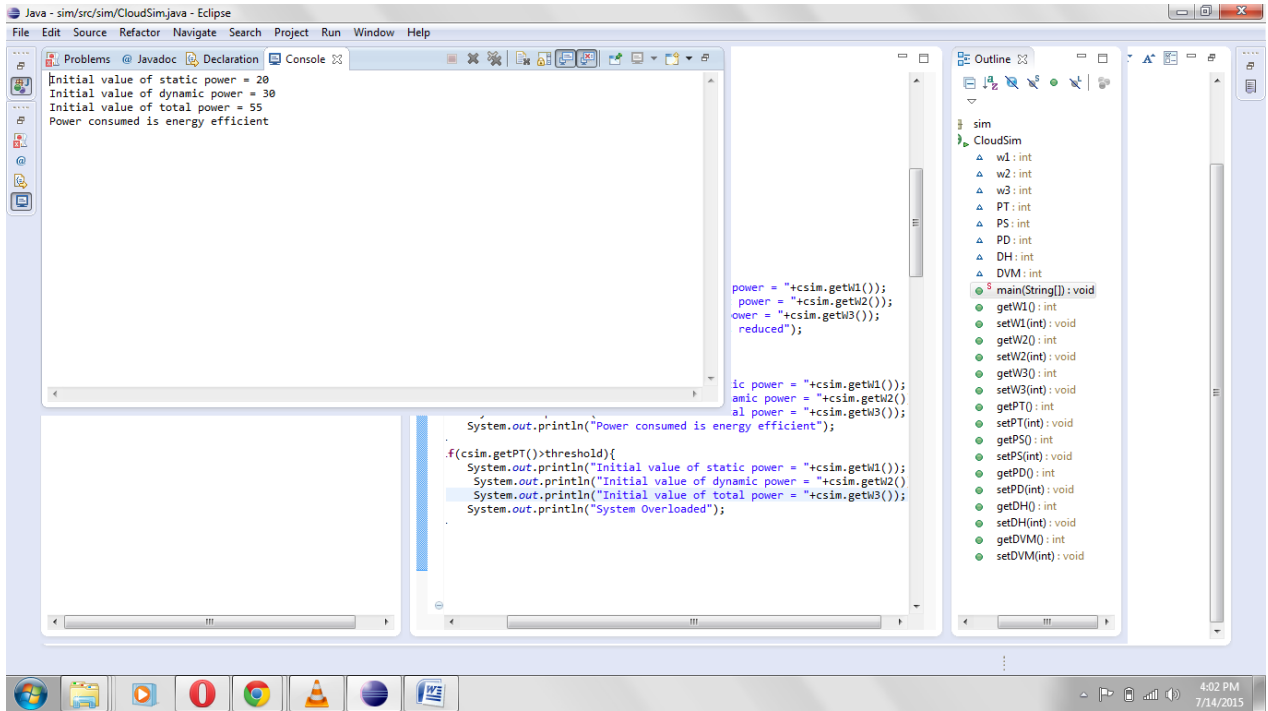 Java - sim/src/sim/CloudSim.java - Eclipse
File Edit Source Refactor Navigate Search Project Run Window Help
Problems @ Javadoc Declaration Console
Initial value of static power = 20
Initial value of dynamic power = 30
Initial value of total power = 55
Power consumed is energy efficient
power = "+csim.getW1());
power = "+csim.getW2());
ower = "+csim.getW3());
reduced");
ic power = "+csim.getW1());
amic power = "+csim.getW2()
al power = "+csim.getW3());
System.out.println("Power consumed is energy efficient");
f(csim.getPT()>threshold){
System.out.println("Initial value of static power = "+csim.getW1());
System.out.println("Initial value of dynamic power = "+csim.getW2()
System.out.println("Initial value of total power = "+csim.getW3());
System.out.println("System Overloaded");
Outline
sim
CloudSim
w1 : int
w2 : int
w3 : int
PT : int
PS : int
PD : int
DH : int
DVM : int
main(String[]) : void
getW1() : int
setW1(int) : void
getW2() : int
setW2(int) : void
getW3() : int
setW3(int) : void
getPT() : int
setPT(int) : void
getPS() : int
setPS(int) : void
getPD() : int
setPD(int) : void
getDH() : int
setDH(int) : void
getDVM() : int
setDVM(int) : void
4:02 PM
7/14/2015